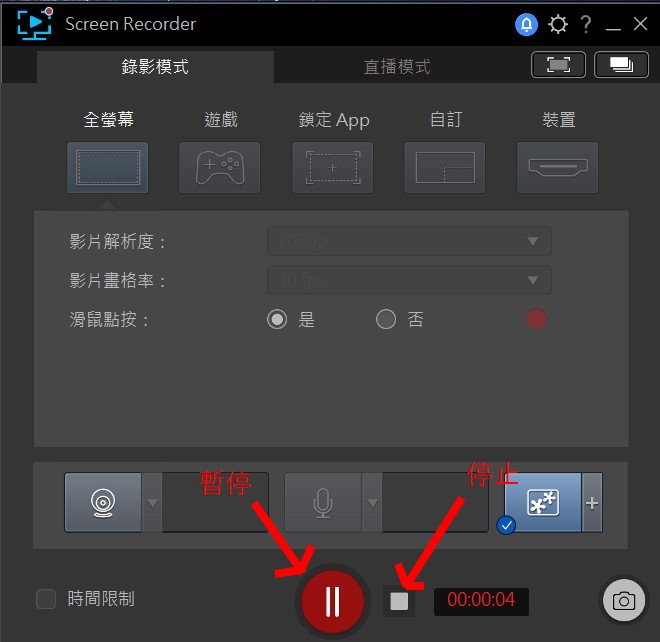 Screen Recorder
?
錄影模式
直播模式
全螢幕
遊戲
鎖定 App
自訂
裝置
影片解析度：
1080p
影片畫格率：
30 fps
滑鼠點按：
是
否
暫停
停止
時間限制
00:00:04